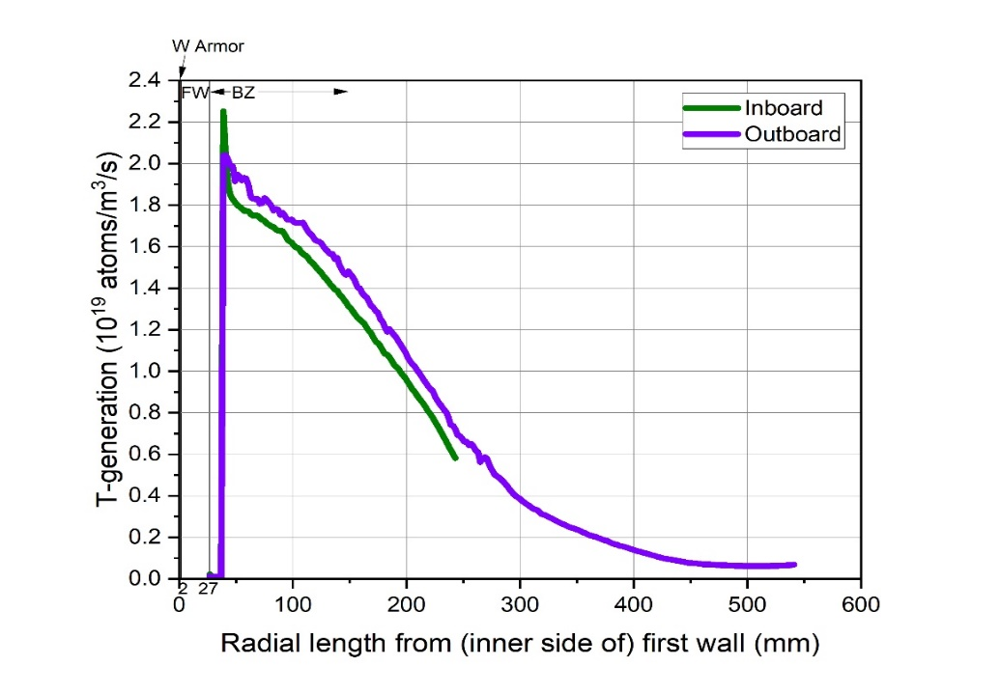 W Armor
FW BZ
Inboard
Outboard
2.4
2.2
2.0
1.8
1.6
1.4
1.2
1.0
0.8
0.6
0.4
0.2
0.0
T-generation (10¹⁹ atoms/m³/s)
2 27
0 100 200 300 400 500 600
Radial length from (inner side of) first wall (mm)